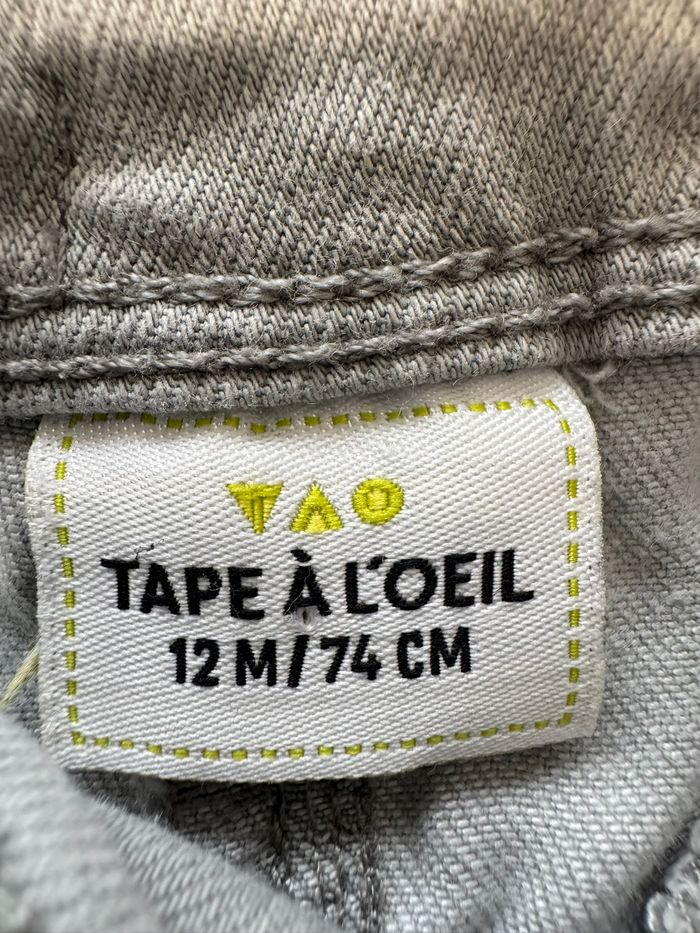 TAO
TAPE À L'OEIL
12 M/74 CM